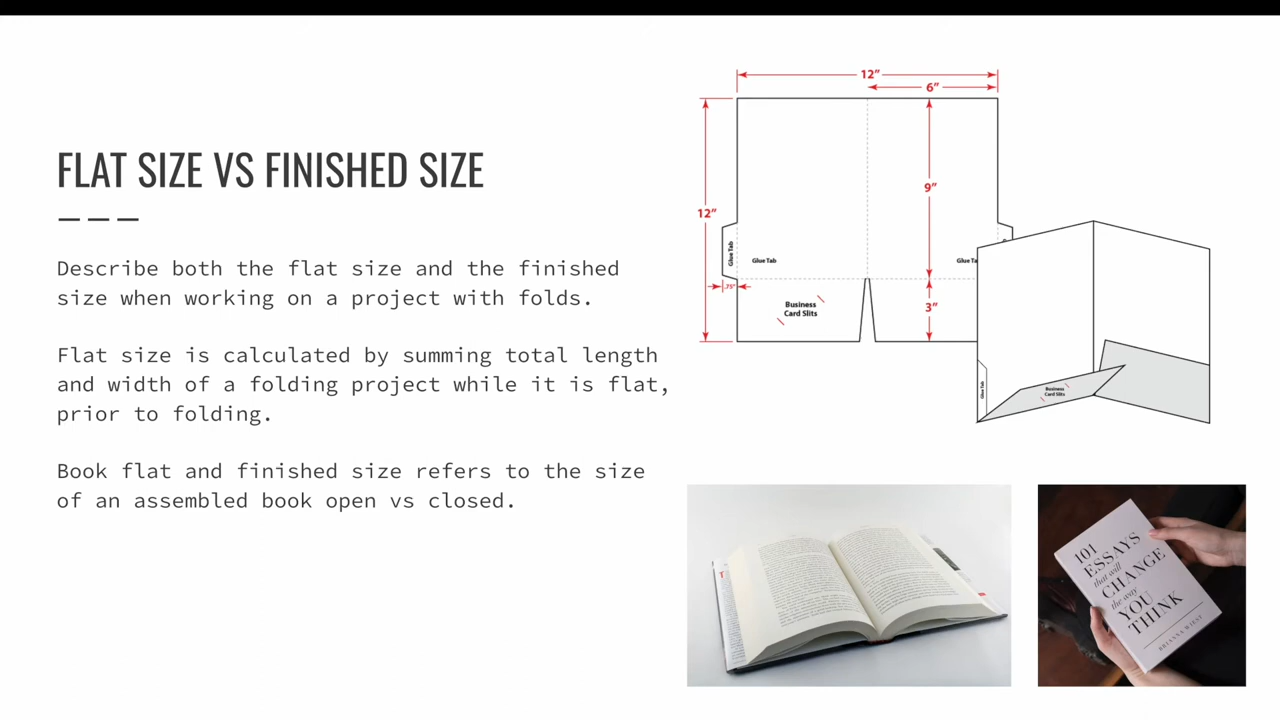 FLAT SIZE VS FINISHED SIZE
Describe both the flat size and the finished
size when working on a project with folds.
Flat size is calculated by summing total length
and width of a folding project while it is flat,
prior to folding.
Book flat and finished size refers to the size
of an assembled book open vs closed.
12"
6"
12"
9"
Glue Tab
Glue Tab
Glue Ta
.75"
Business
Card Slits
3"
Glue Tab
Business
Card Slits
101
ESSAYS
that will
CHANGE
the way
YOU
THINK
BRIANNA WIEST